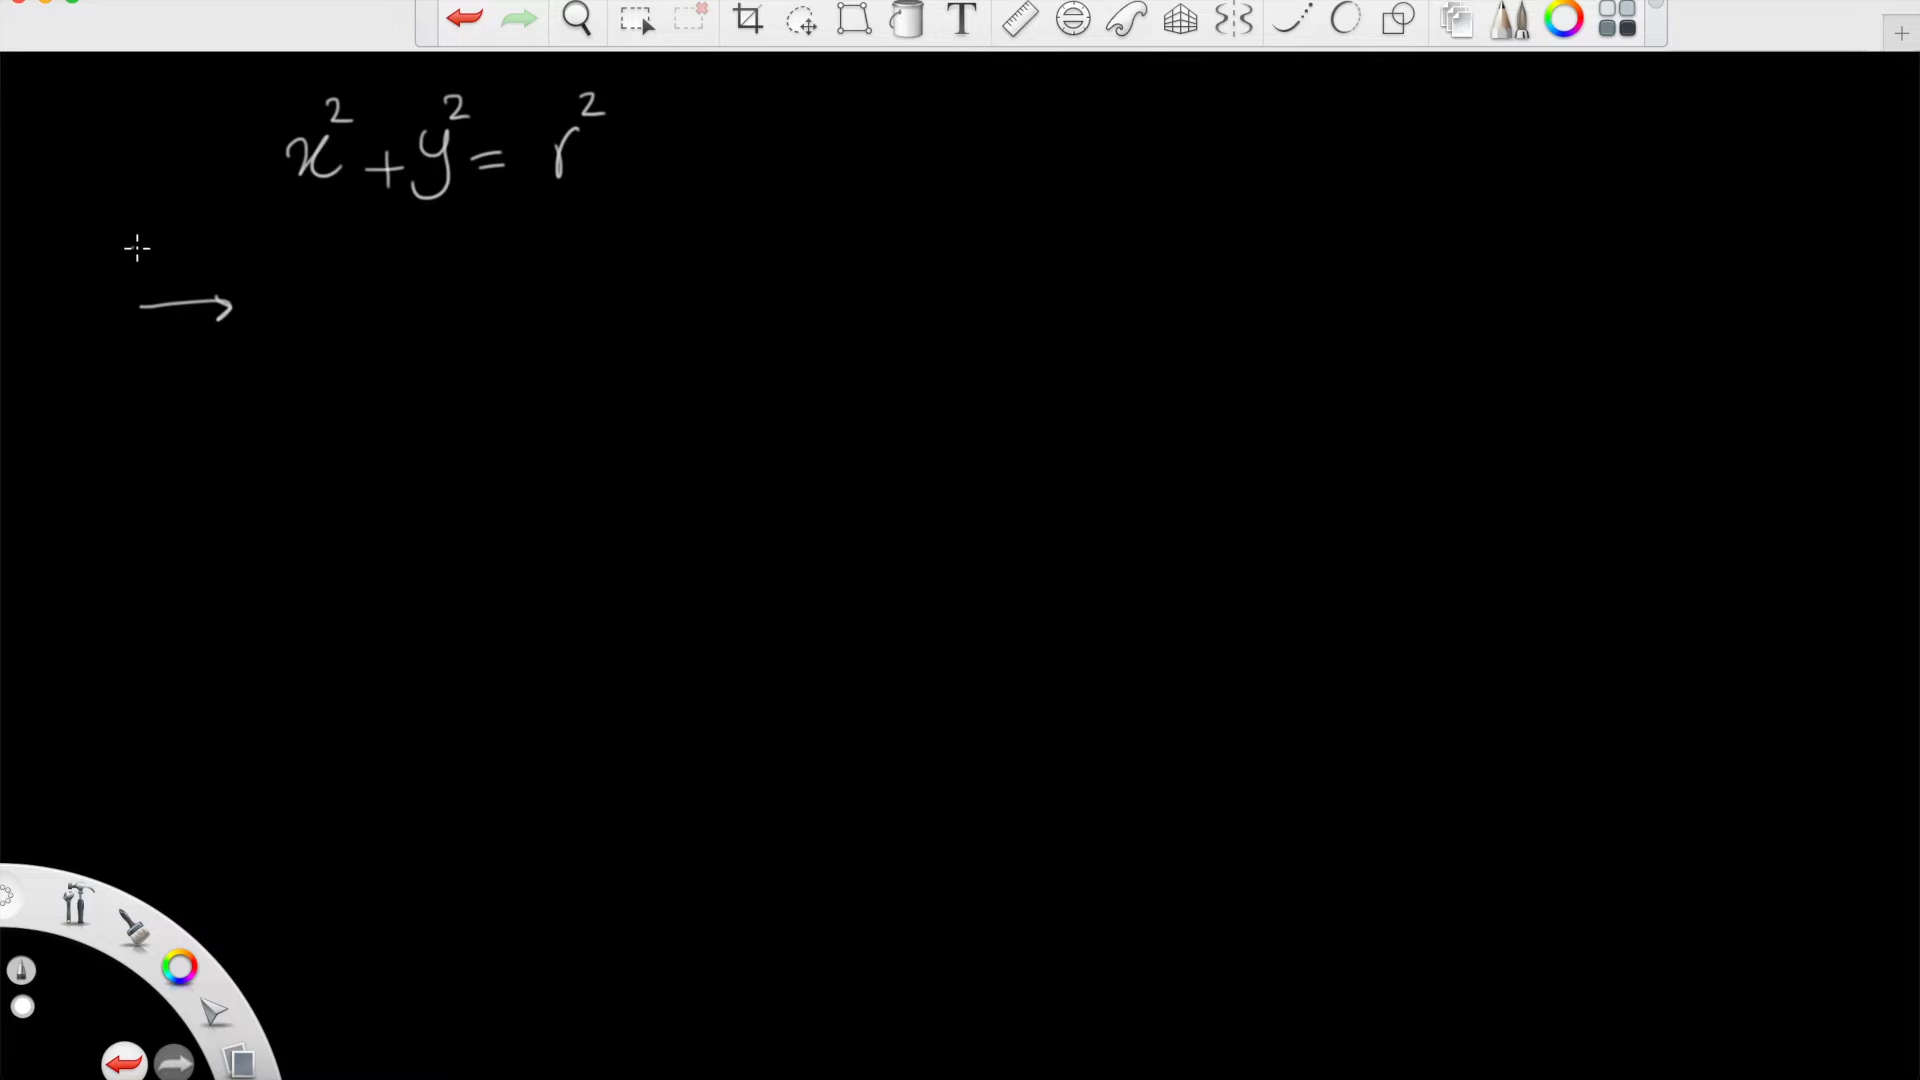 x² + y² = r²
→